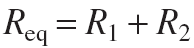 R_eq = R_1 + R_2